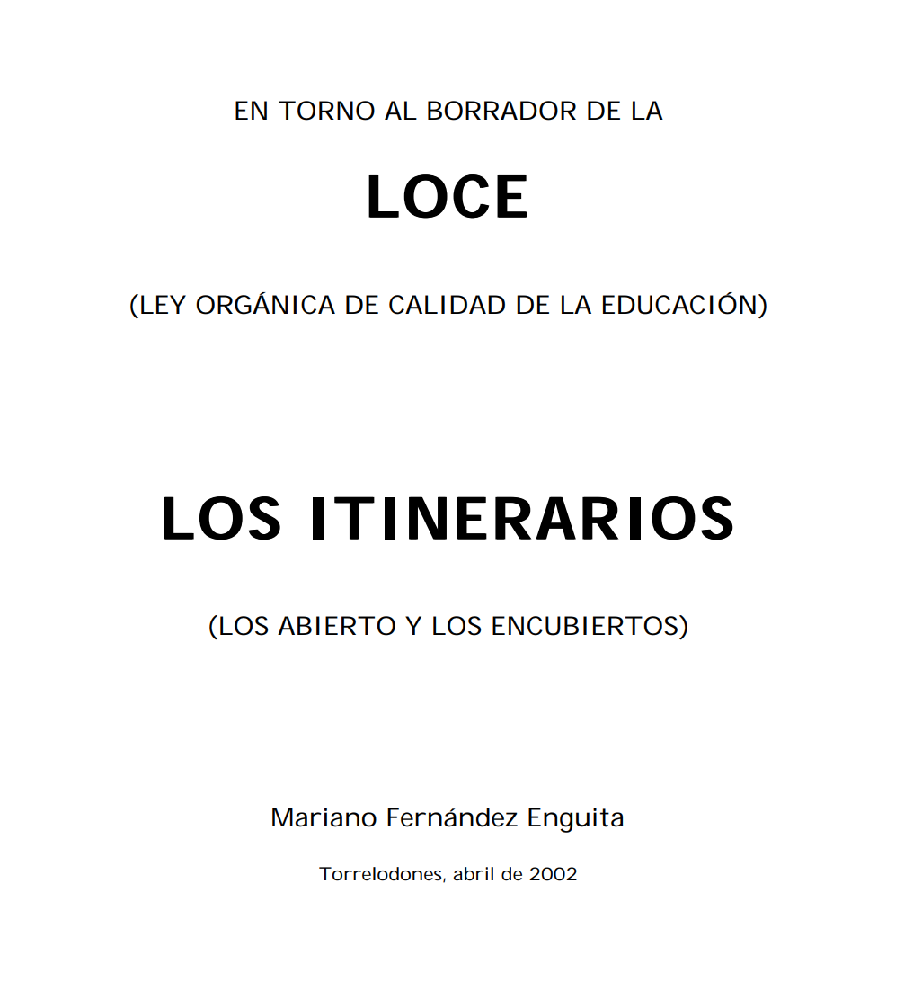 EN TORNO AL BORRADOR DE LA
LOCE
(LEY ORGÁNICA DE CALIDAD DE LA EDUCACIÓN)
LOS ITINERARIOS
(LOS ABIERTO Y LOS ENCUBIERTOS)
Mariano Fernández Enguita
Torrelodones, abril de 2002